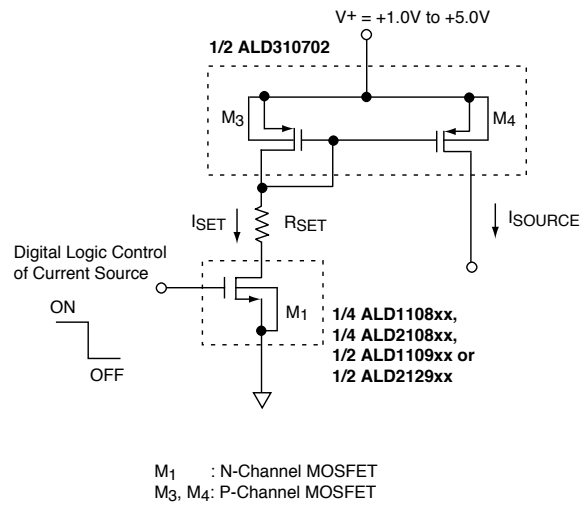 V+ = +1.0V to +5.0V
1/2 ALD310702
M3
M4
ISET
RSET
ISOURCE
Digital Logic Control
of Current Source
ON
OFF
M1
1/4 ALD1108xx,
1/4 ALD2108xx,
1/2 ALD1109xx or
1/2 ALD2129xx
M1 : N-Channel MOSFET
M3, M4: P-Channel MOSFET